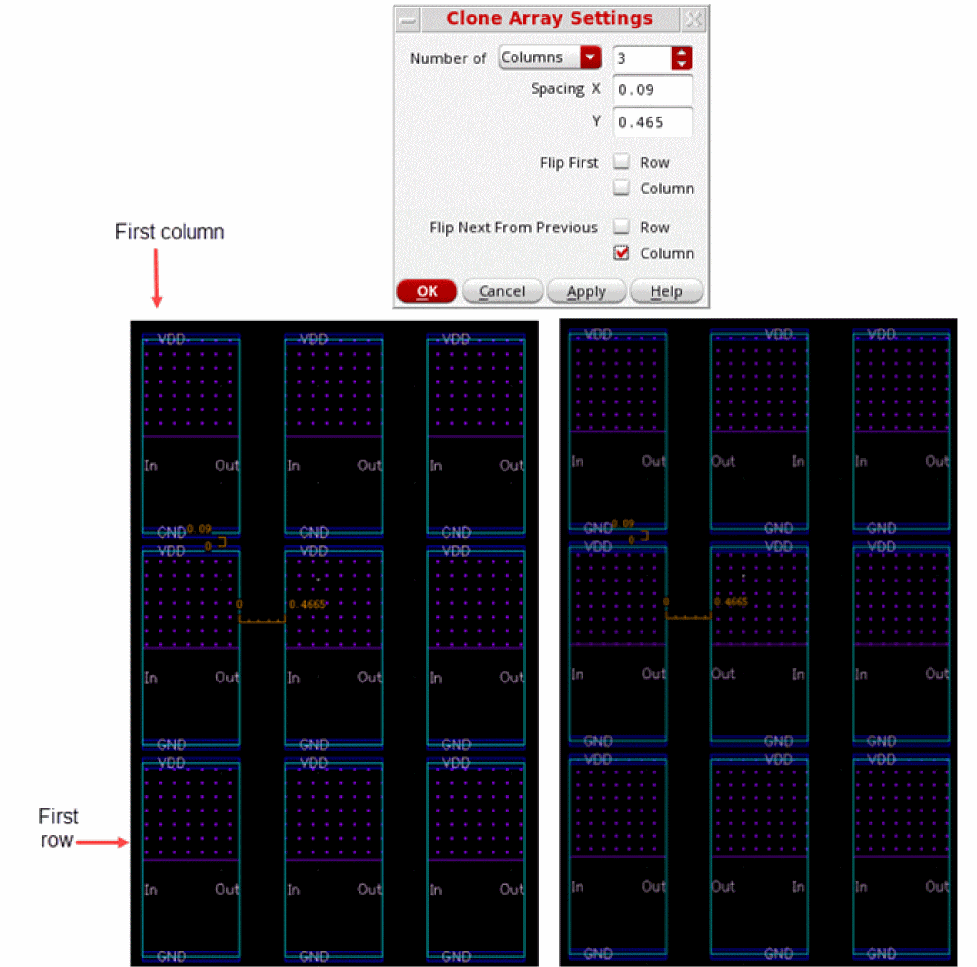 Clone Array Settings
Number of Columns 3
Spacing X 0.09
Y 0.465
Flip First Row
Column
Flip Next From Previous Row
Column
OK Cancel Apply Help
First column
VDD VDD VDD
In Out In Out In Out
GND GND GND
0.09
0
VDD VDD VDD
0 0.4665
In Out In Out In Out
GND GND GND
VDD VDD VDD
In Out In Out In Out
GND GND GND
First
row
VDD VDD VDD
In Out Out In In Out
GND GND GND
0.09
0
VDD VDD VDD
0 0.4665
In Out Out In In Out
GND GND GND
VDD VDD VDD
In Out Out In In Out
GND GND GND